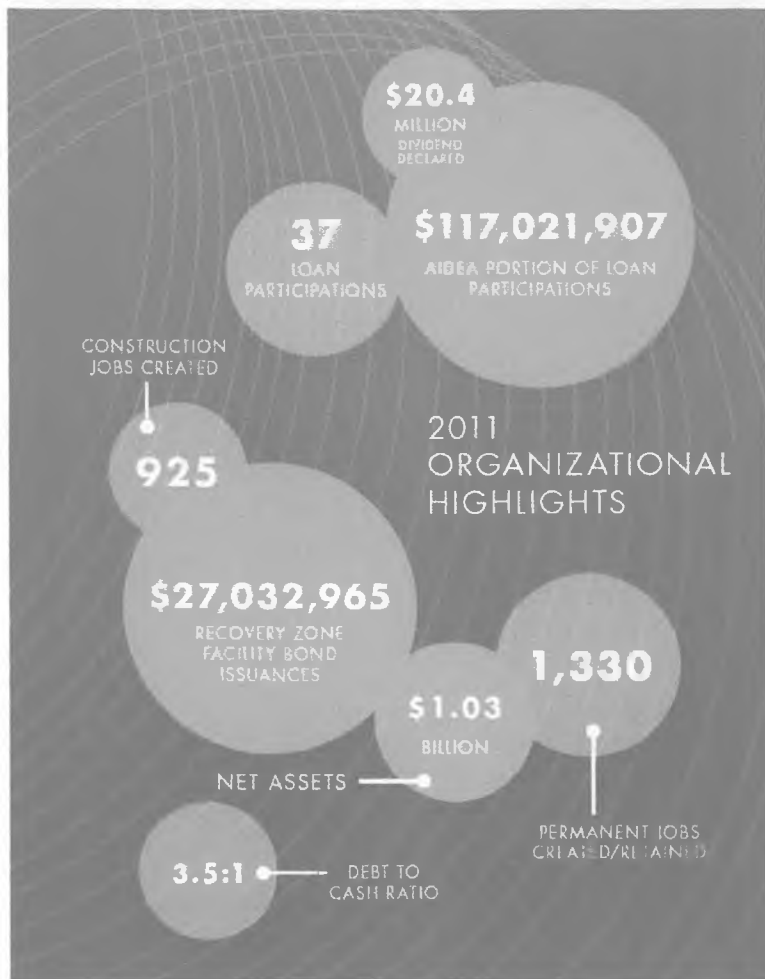 $20.4
MILLION
DIVIDEND
DECLARED
37
LOAN
PARTICIPATIONS
$117,021,907
AIDEA PORTION OF LOAN
PARTICIPATIONS
CONSTRUCTION
JOBS CREATED
925
2011
ORGANIZATIONAL
HIGHLIGHTS
$27,032,965
RECOVERY ZONE
FACILITY BOND
ISSUANCES
1,330
$1.03
BILLION
NET ASSETS
PERMANENT JOBS
CREATED/RETAINED
3.5:1
DEBT TO
CASH RATIO